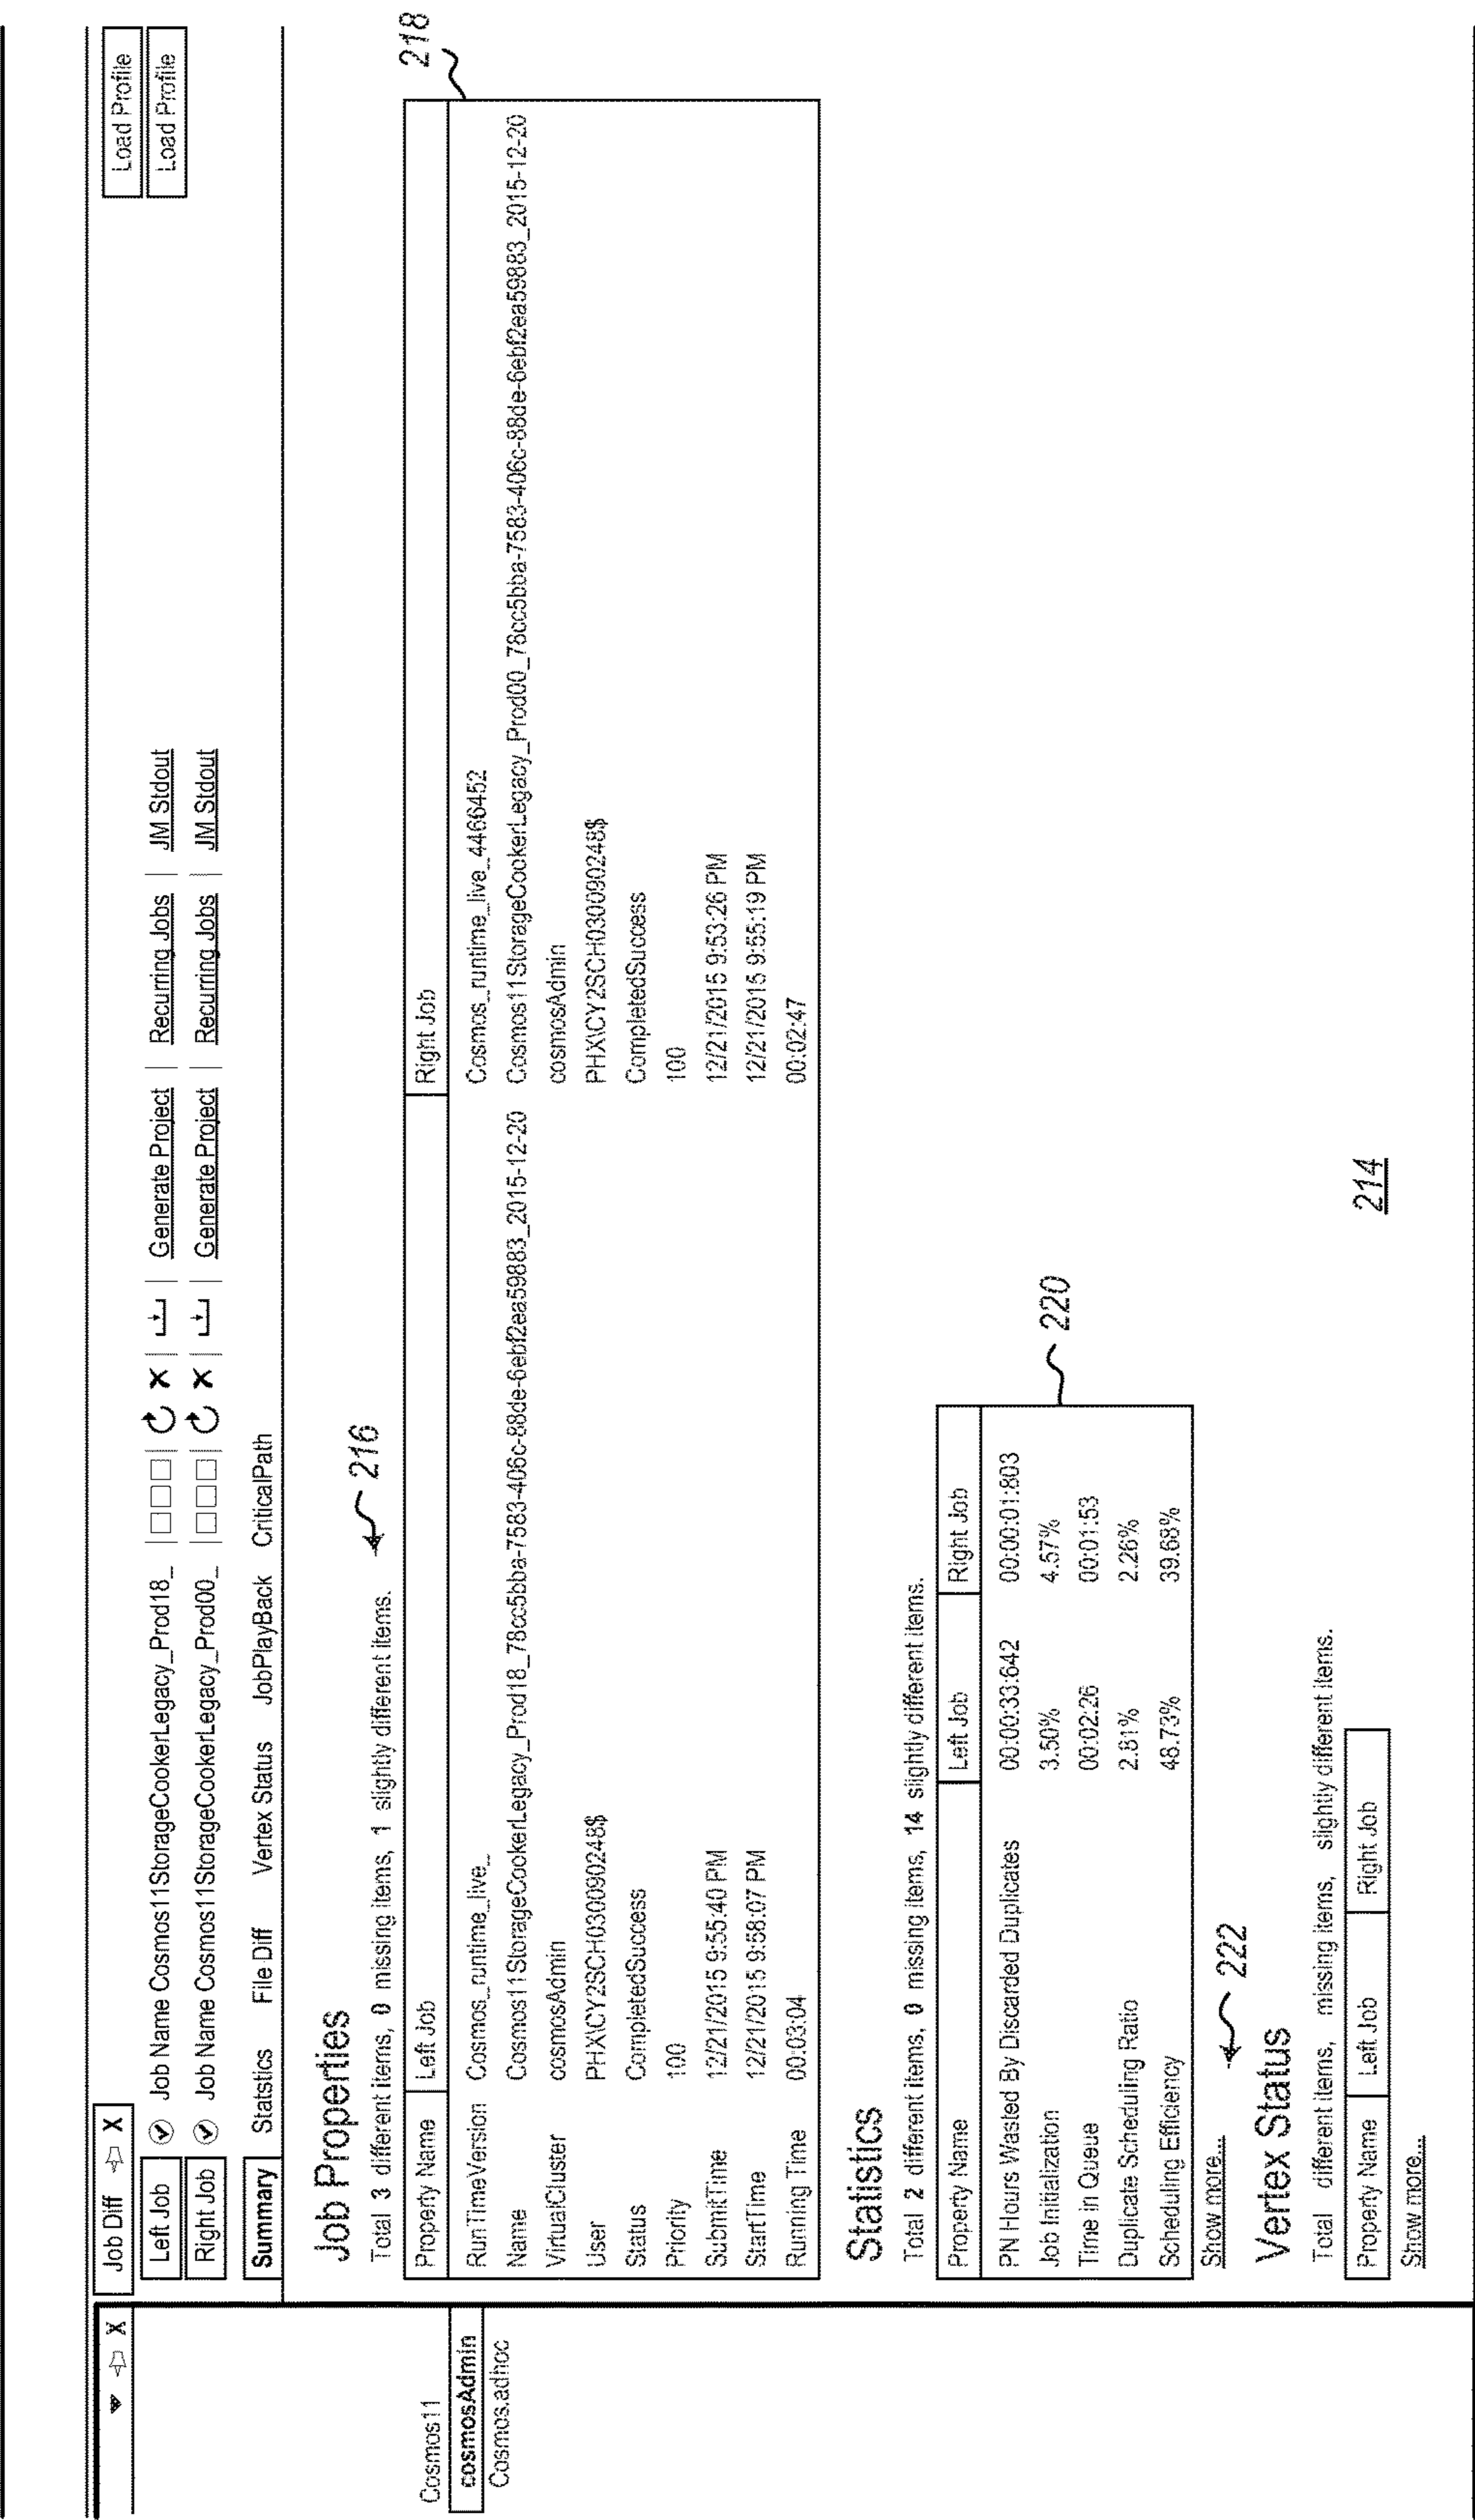 ▼ X
Cosmos11
cosmosAdmin
Cosmos.adhoc
Job Diff X
Left Job Job Name Cosmos11StorageCookerLegacy_Prod18_ | Generate Project | Recurring Jobs | JM Stdout Load Profile
Right Job Job Name Cosmos11StorageCookerLegacy_Prod00_ | Generate Project | Recurring Jobs | JM Stdout Load Profile
Summary Statstics File Diff Vertex Status JobPlayBack CriticalPath
Job Properties
216
Total 3 different items, 0 missing items, 1 slightly different items.
218
Property Name Left Job Right Job
RunTimeVersion Cosmos_runtime_live_ Cosmos_runtime_live_4466452
Name Cosmos11StorageCookerLegacy_Prod18_78cc5bba-7583-406c-88de-6ebf2ea59883_2015-12-20 Cosmos11StorageCookerLegacy_Prod00_78cc5bba-7583-406c-88de-6ebf2ea59883_2015-12-20
VirtualCluster cosmosAdmin cosmosAdmin
User PHX\CY2SCH030090248$ PHX\CY2SCH030090248$
Status CompletedSuccess CompletedSuccess
Priority 100 100
SubmitTime 12/21/2015 9:55:40 PM 12/21/2015 9:53:26 PM
StartTime 12/21/2015 9:58:07 PM 12/21/2015 9:55:19 PM
Running Time 00:03:04 00:02:47
Statistics
Total 2 different items, 0 missing items, 14 slightly different items.
Property Name Left Job Right Job
PN Hours Wasted By Discarded Duplicates 00:00:33:642 00:00:01:803
Job Initialization 3.50% 4.57%
Time in Queue 00:02:26 00:01:53
220
Duplicate Scheduling Ratio 2.81% 2.26%
Scheduling Efficiency 48.73% 39.68%
Show more...
222
Vertex Status
Total different items, missing items, slightly different items.
Property Name Left Job Right Job
214
Show more...